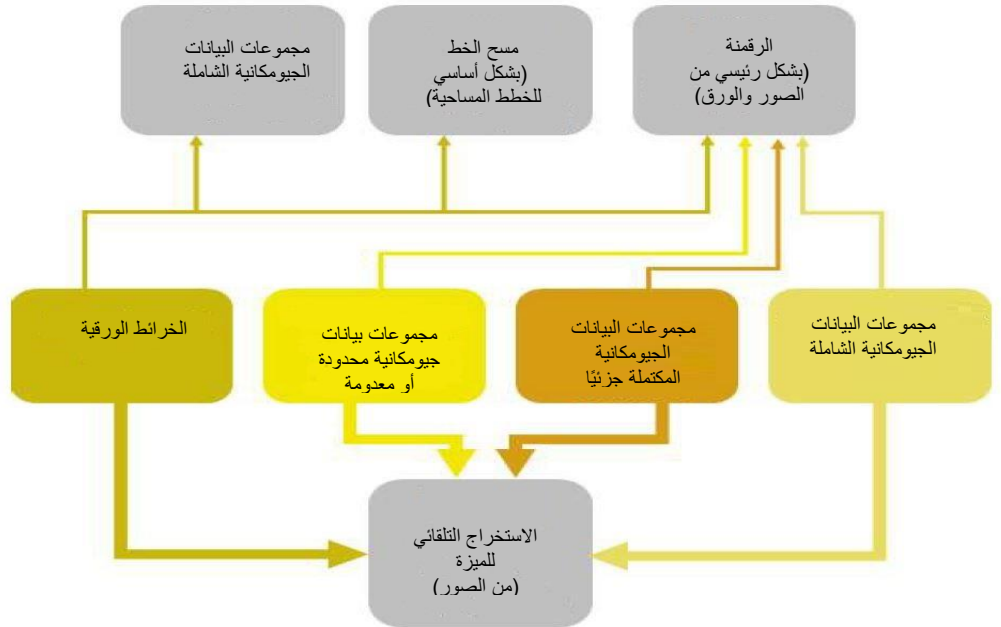 الرقمنة
(بشكل رئيسي من
الصور والورق)
مسح الخط
(بشكل أساسي
للخطط المساحية)
مجموعات البيانات
الجيومكانية الشاملة
مجموعات البيانات
الجيومكانية الشاملة
مجموعات البيانات
الجيومكانية
المكتملة جزئيًا
مجموعات بيانات
جيومكانية محدودة
أو معدومة
الخرائط الورقية
الاستخراج التلقائي
للميزة
(من الصور)